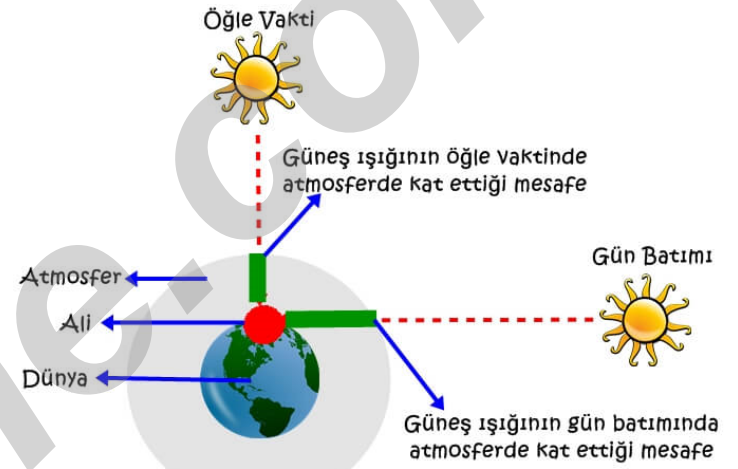 Öğle Vakti
Güneş ışığının öğle vaktinde
atmosferde kat ettiği mesafe
Gün Batımı
Atmosfer
Ali
Dünya
Güneş ışığının gün batımında
atmosferde kat ettiği mesafe